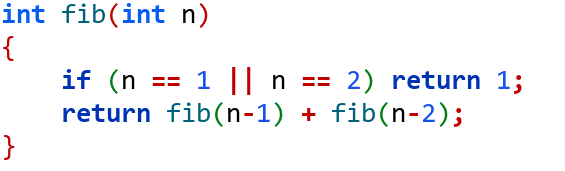 int fib(int n)
{
    if (n == 1 || n == 2) return 1;
    return fib(n-1) + fib(n-2);
}